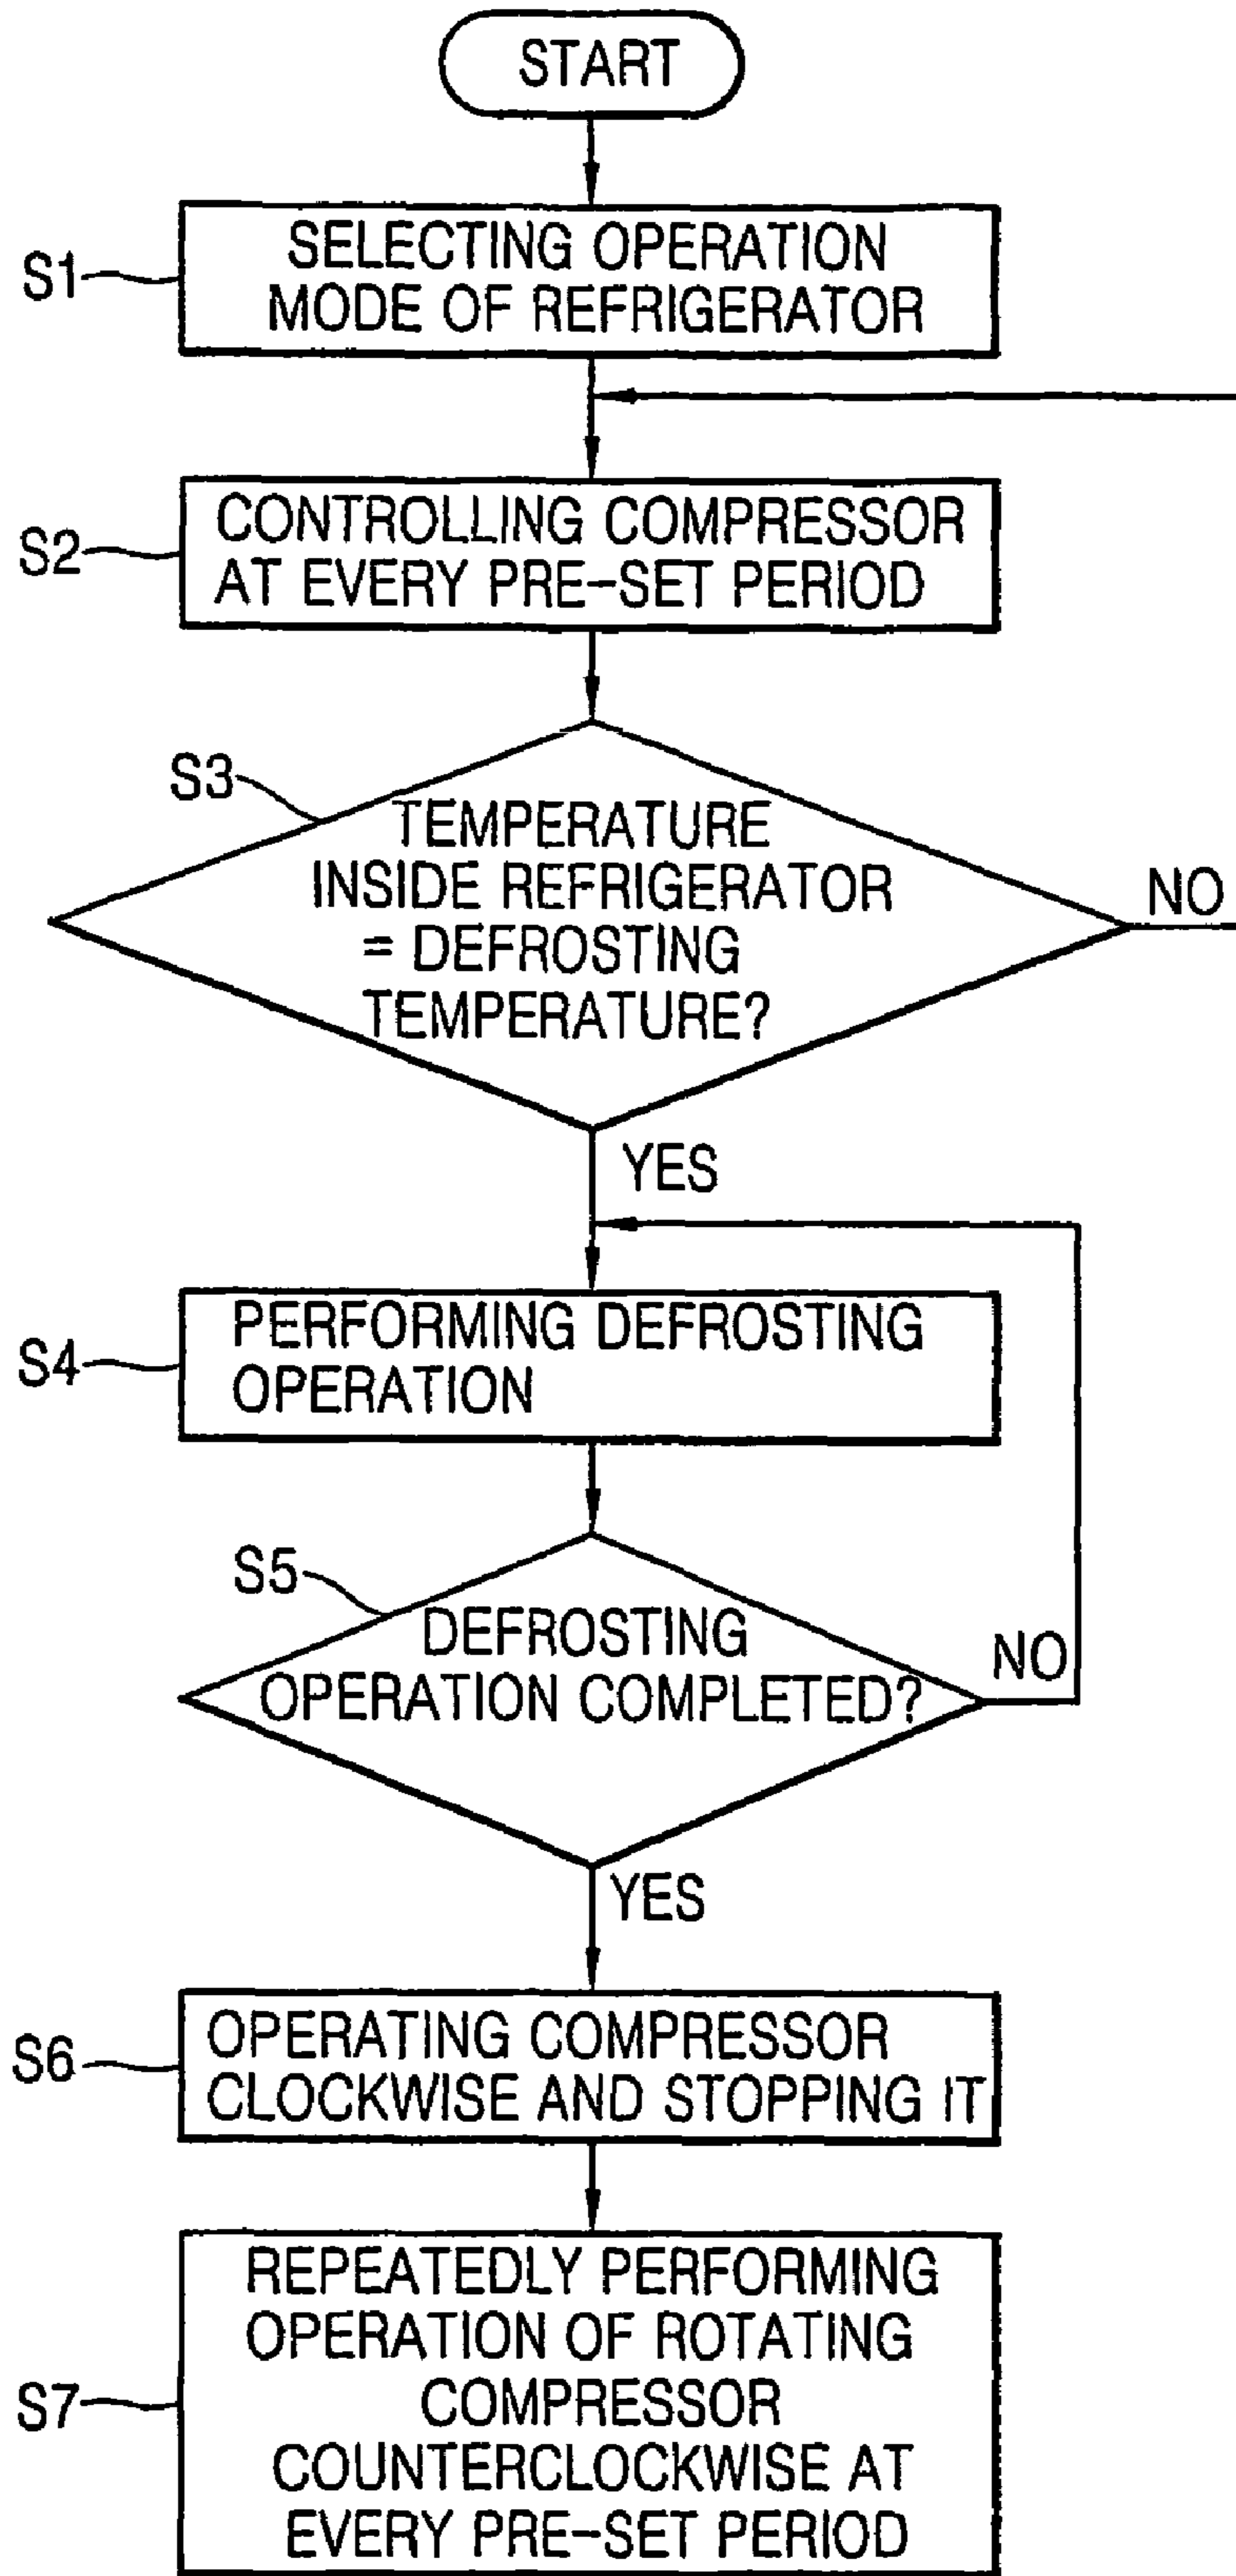 START
S1
SELECTING OPERATION
MODE OF REFRIGERATOR
S2
CONTROLLING COMPRESSOR
AT EVERY PRE-SET PERIOD
S3
TEMPERATURE
INSIDE REFRIGERATOR
= DEFROSTING
TEMPERATURE?
NO
YES
S4
PERFORMING DEFROSTING
OPERATION
S5
DEFROSTING
OPERATION COMPLETED?
NO
YES
S6
OPERATING COMPRESSOR
CLOCKWISE AND STOPPING IT
S7
REPEATEDLY PERFORMING
OPERATION OF ROTATING
COMPRESSOR
COUNTERCLOCKWISE AT
EVERY PRE-SET PERIOD